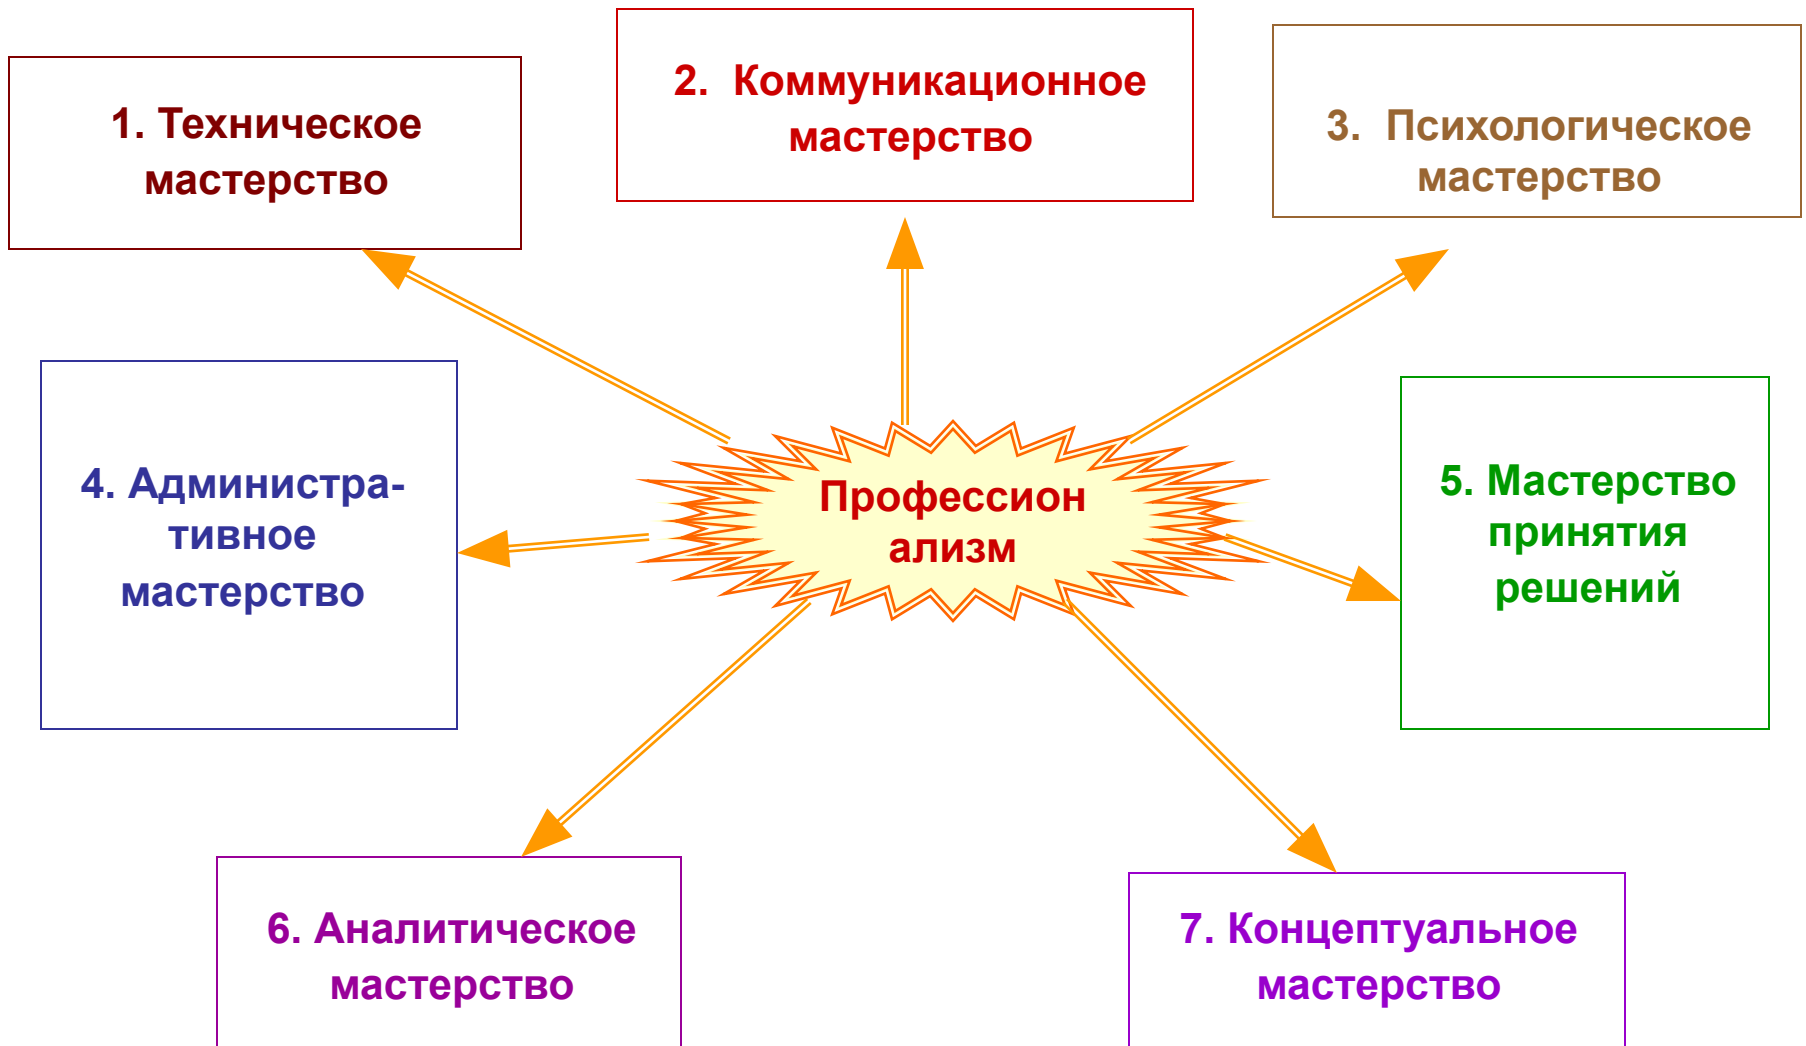 1. Техническое
мастерство
2. Коммуникационное
мастерство
3. Психологическое
мастерство
4. Администра-
тивное
мастерство
Профессион
ализм
5. Мастерство
принятия
решений
6. Аналитическое
мастерство
7. Концептуальное
мастерство